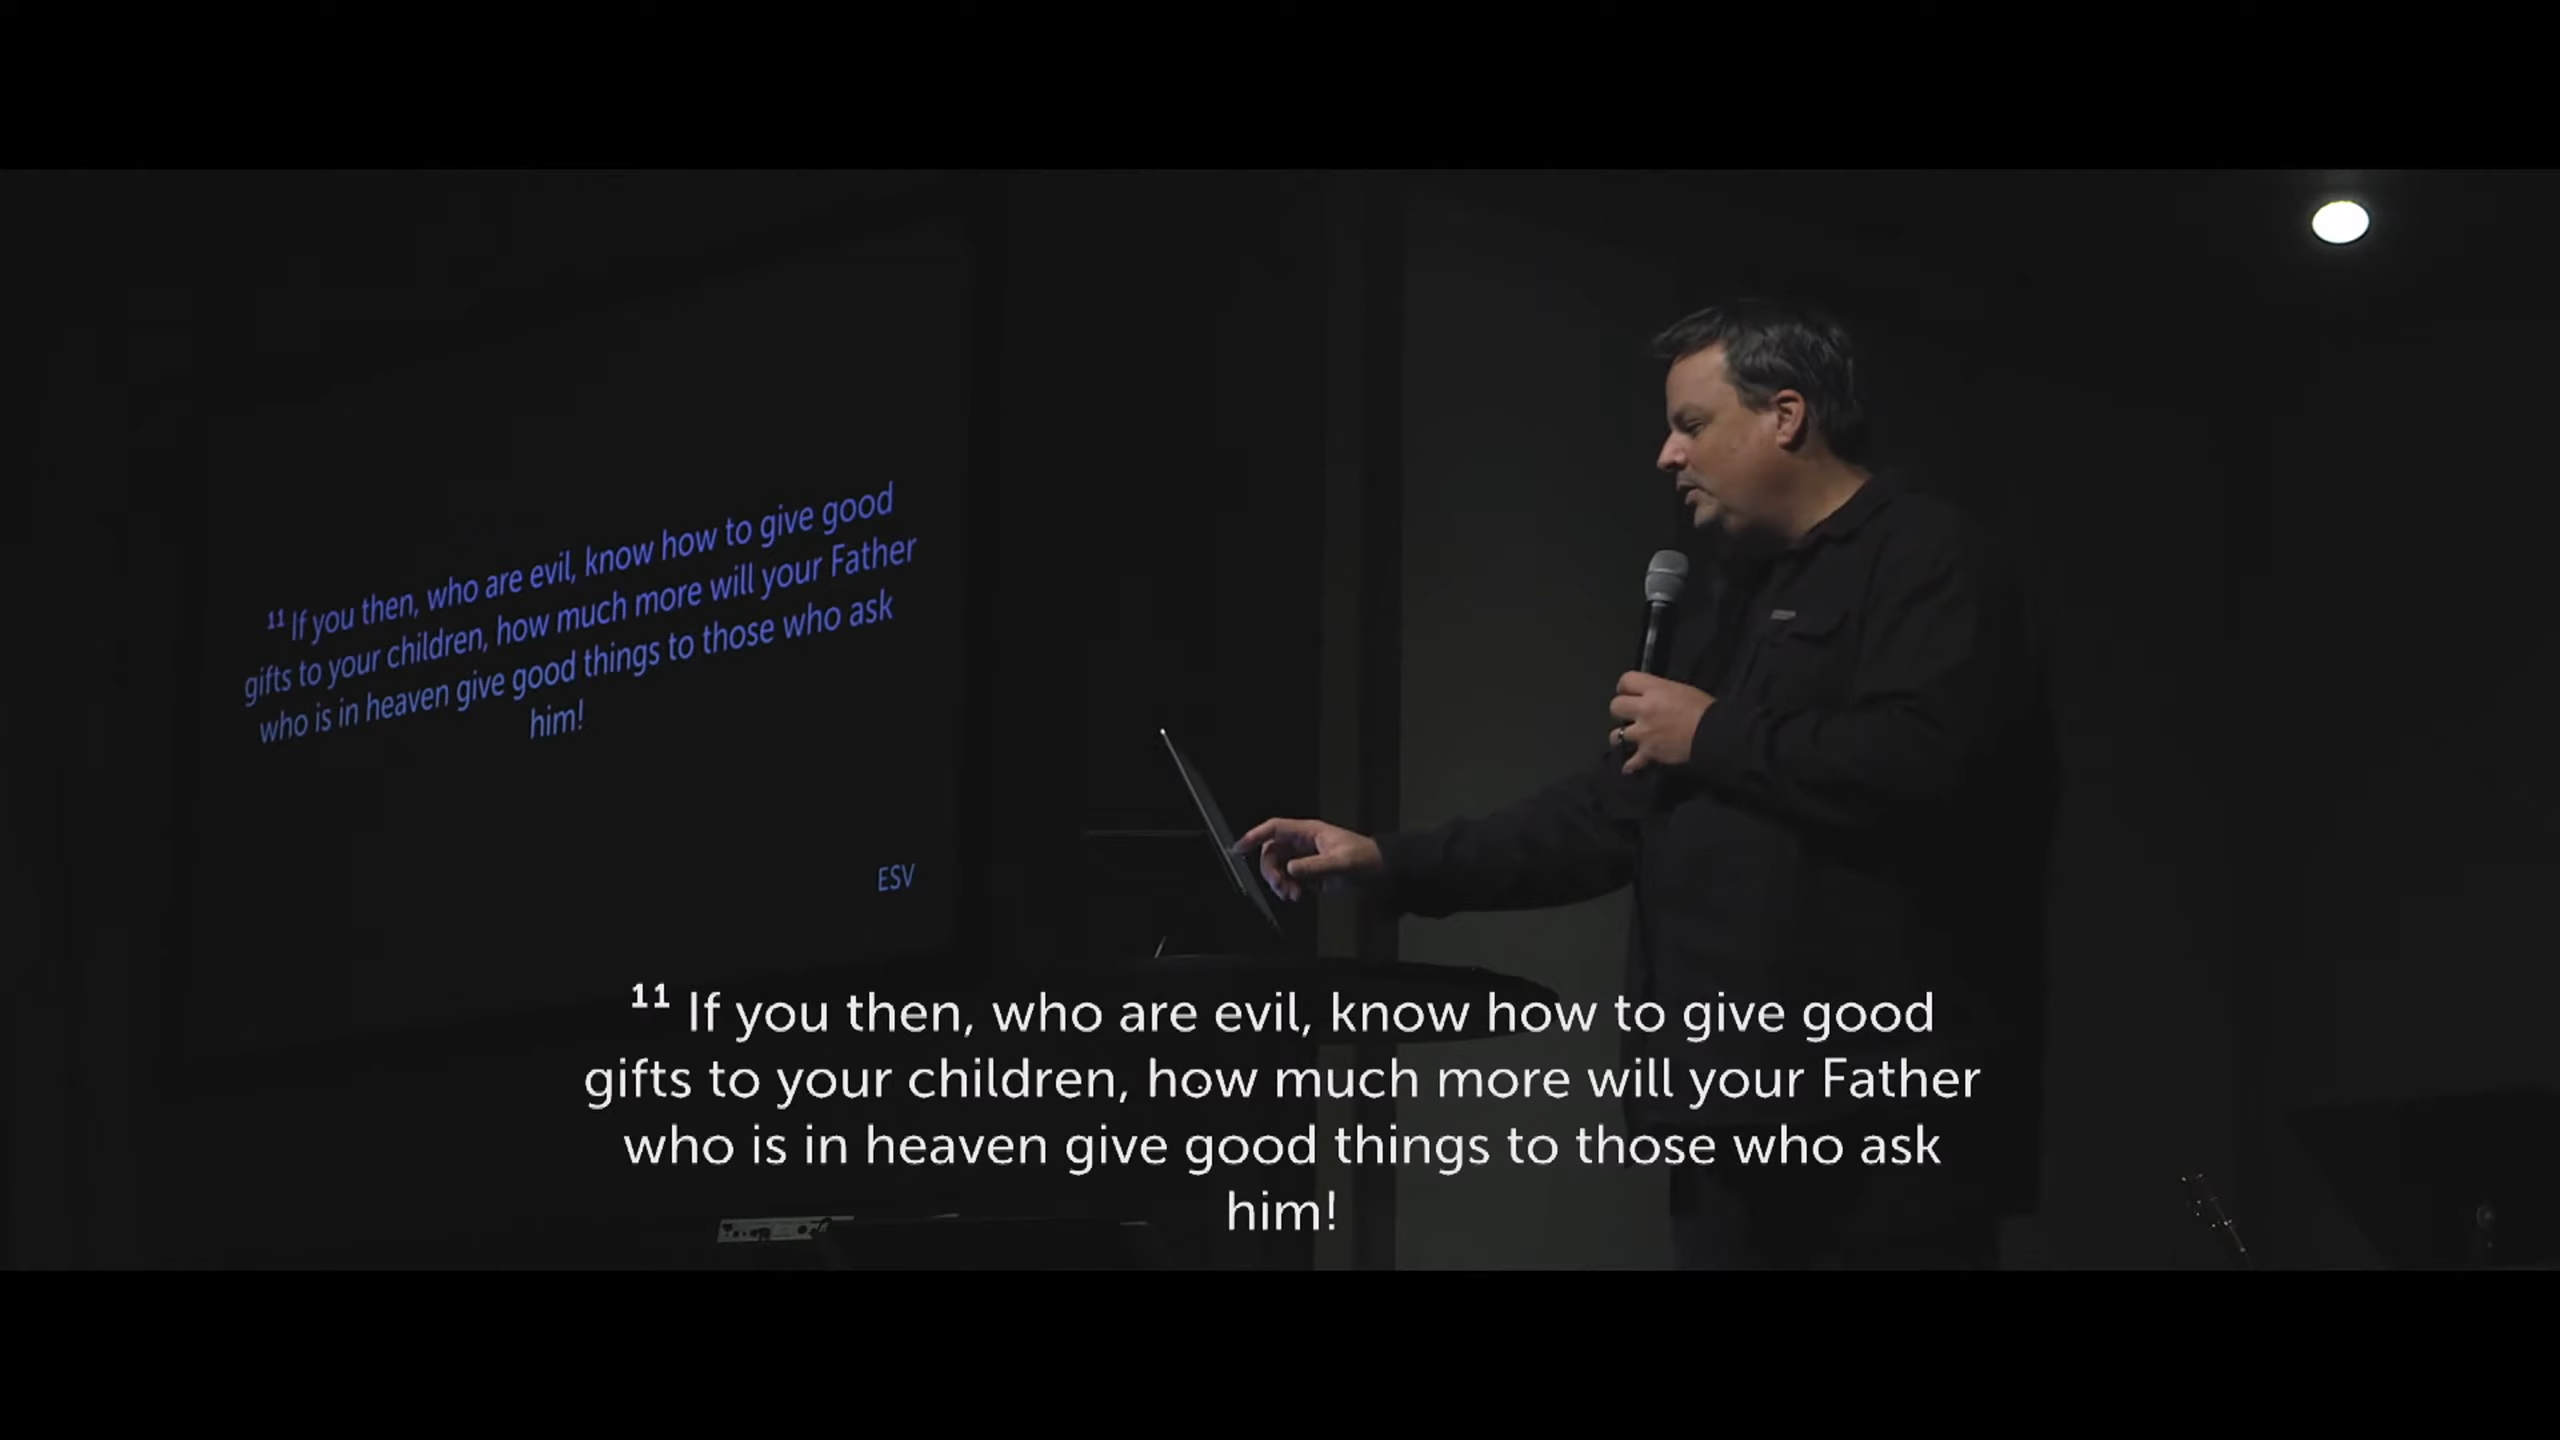 ¹¹ If you then, who are evil, know how to give good
gifts to your children, how much more will your Father
who is in heaven give good things to those who ask
him!
ESV
¹¹ If you then, who are evil, know how to give good
gifts to your children, how much more will your Father
who is in heaven give good things to those who ask
him!